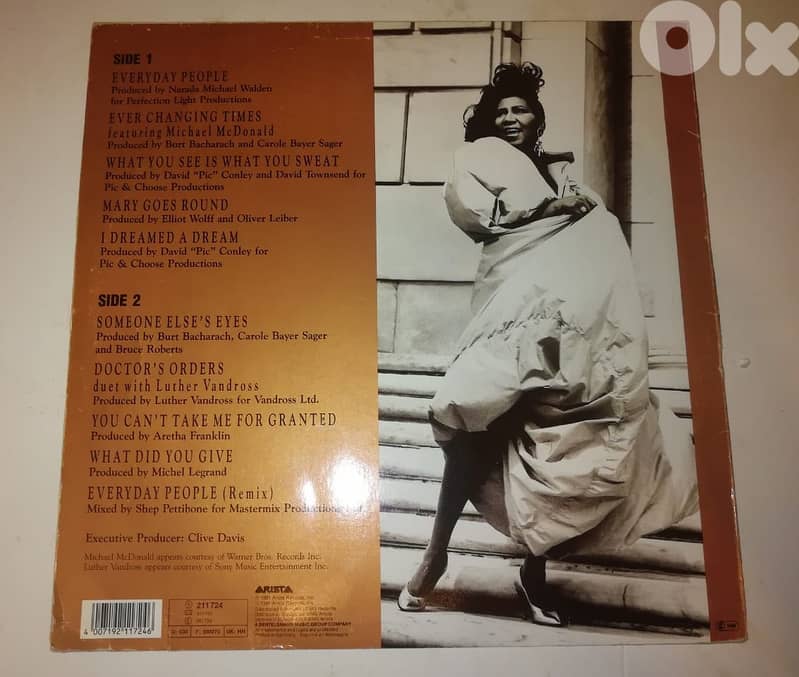 Olx
SIDE 1
EVERYDAY PEOPLE
Produced by Narada Michael Walden
for Perfection Light Productions
EVER CHANGING TIMES
featuring Michael McDonald
Produced by Burt Bacharach and Carole Bayer Sager
WHAT YOU SEE IS WHAT YOU SWEAT
Produced by David "Pic" Conley and David Townsend for
Pic & Choose Productions
MARY GOES ROUND
Produced by Elliot Wolff and Oliver Leiber
I DREAMED A DREAM
Produced by David "Pic" Conley for
Pic & Choose Productions
SIDE 2
SOMEONE ELSE'S EYES
Produced by Burt Bacharach, Carole Bayer Sager
and Bruce Roberts
DOCTOR'S ORDERS
duet with Luther Vandross
Produced by Luther Vandross for Vandross Ltd.
YOU CAN'T TAKE ME FOR GRANTED
Produced by Aretha Franklin
WHAT DID YOU GIVE
Produced by Michel Legrand
EVERYDAY PEOPLE (Remix)
Mixed by Shep Pettibone for Mastermix Productions Ltd.
Executive Producer: Clive Davis
Michael McDonald appears courtesy of Warner Bros. Records Inc.
Luther Vandross appears courtesy of Sony Music Entertainment Inc.
ARISTA
211 724
4 007192 117246